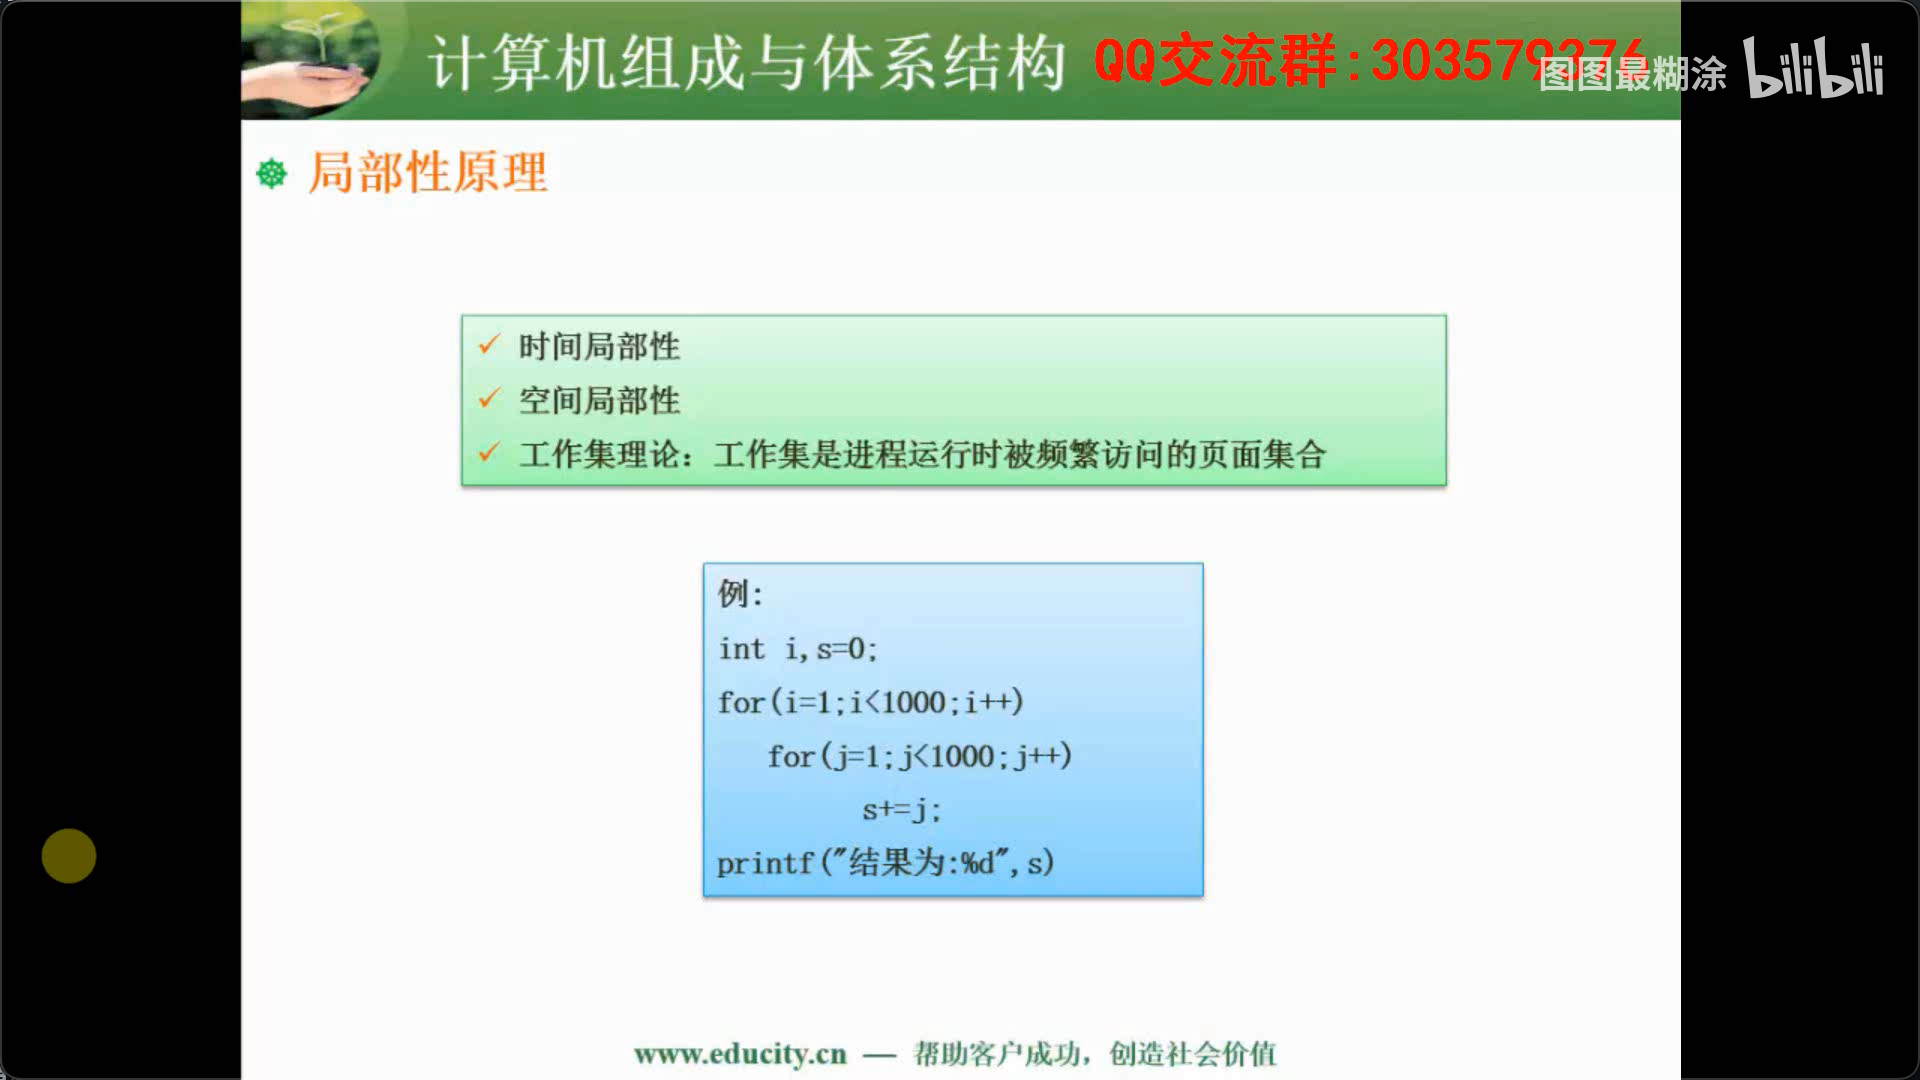 计算机组成与体系结构
QQ交流群:303579376
图图最糊涂 bilibili
局部性原理
时间局部性
空间局部性
工作集理论：工作集是进程运行时被频繁访问的页面集合
例:
int i,s=0;
for(i=1;i<1000;i++)
for(j=1;j<1000;j++)
s+=j;
printf("结果为:%d",s)
www.educity.cn — 帮助客户成功，创造社会价值